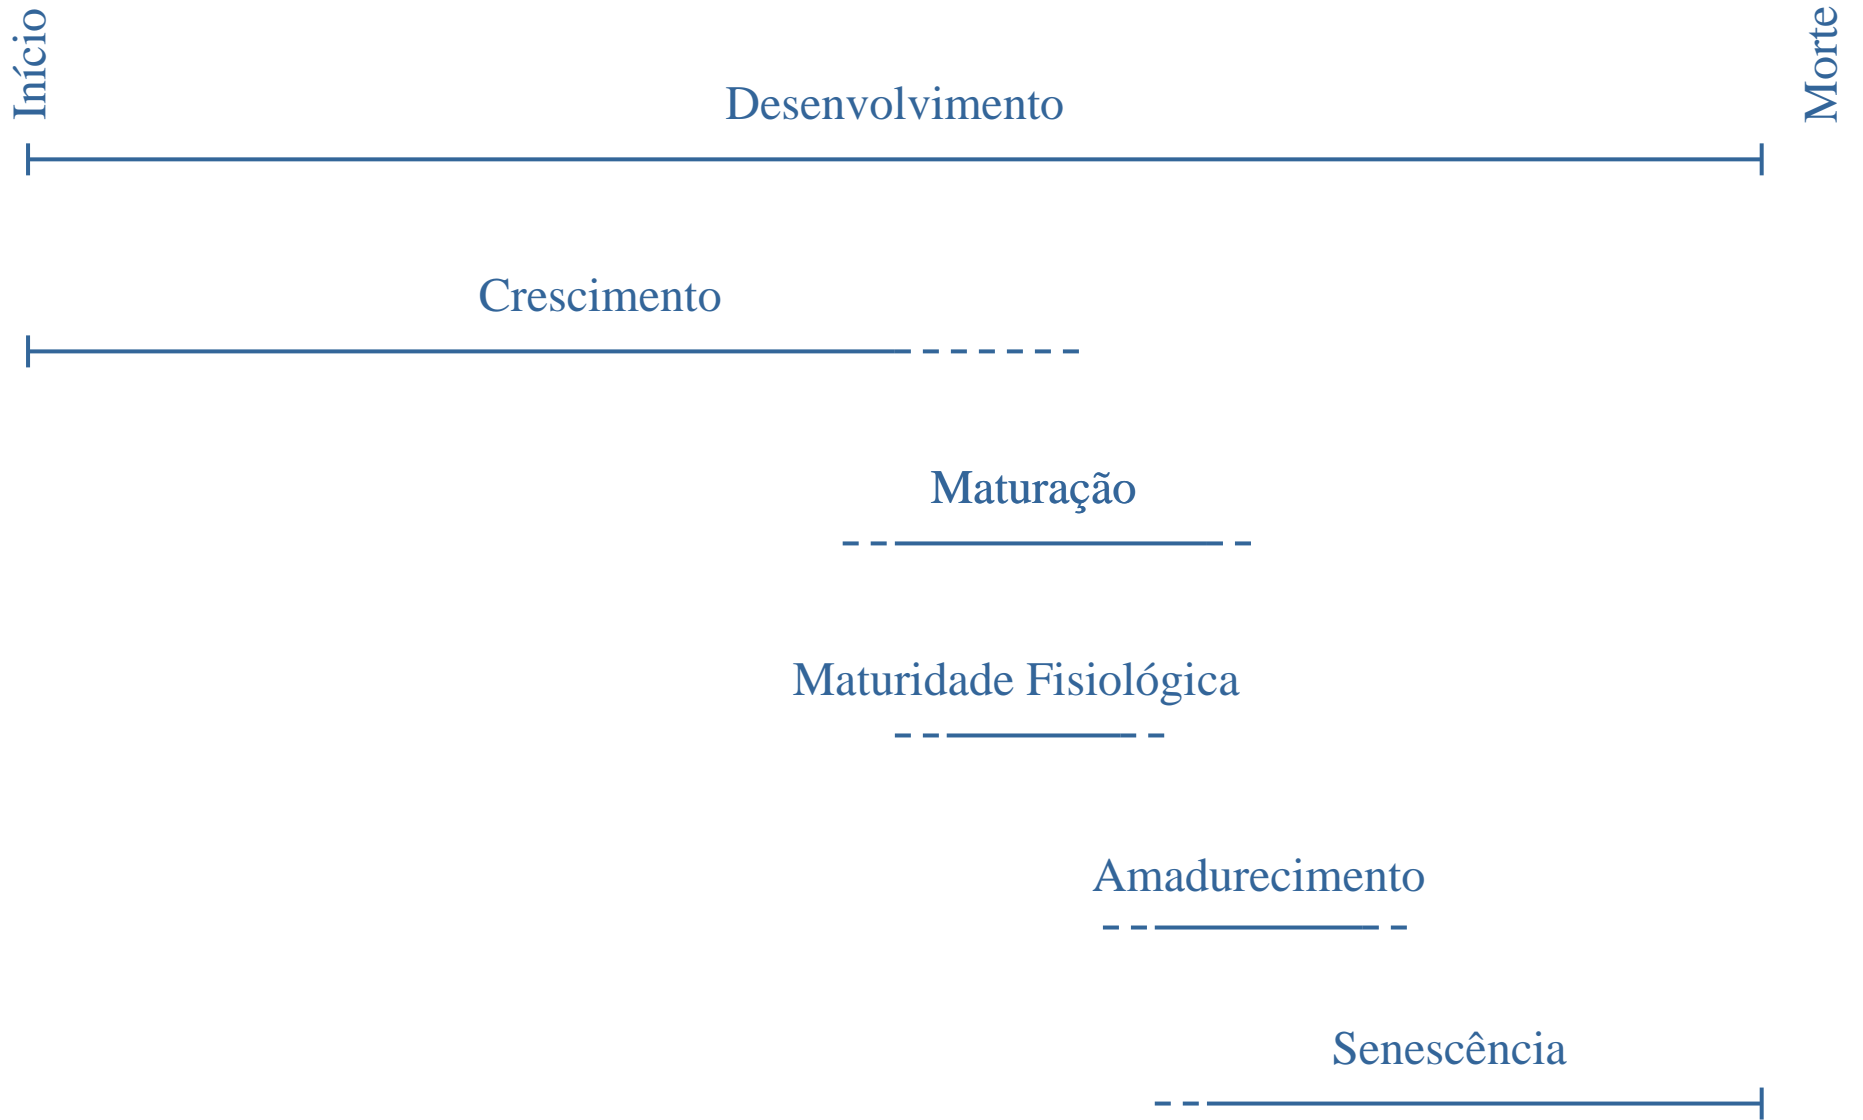 Início
Morte
Desenvolvimento
Crescimento
Maturação
Maturidade Fisiológica
Amadurecimento
Senescência